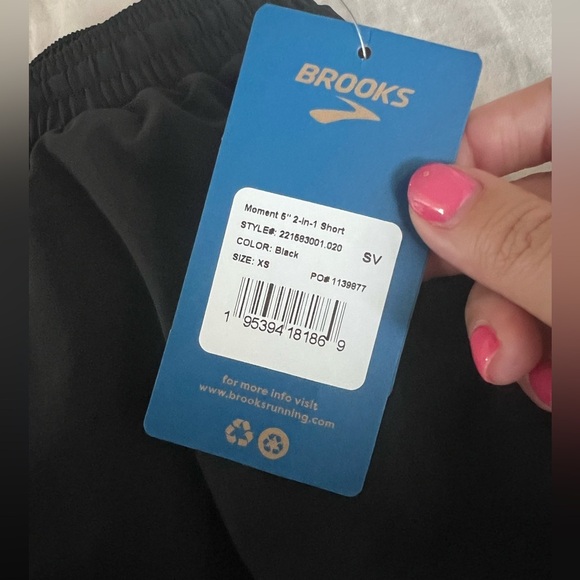 BROOKS
Moment 5" 2-in-1 Short
STYLE#: 221583001.020
COLOR: Black
SV
SIZE: XS
PO# 1139877
1 95394 18186 9
for more info visit
www.brooksrunning.com